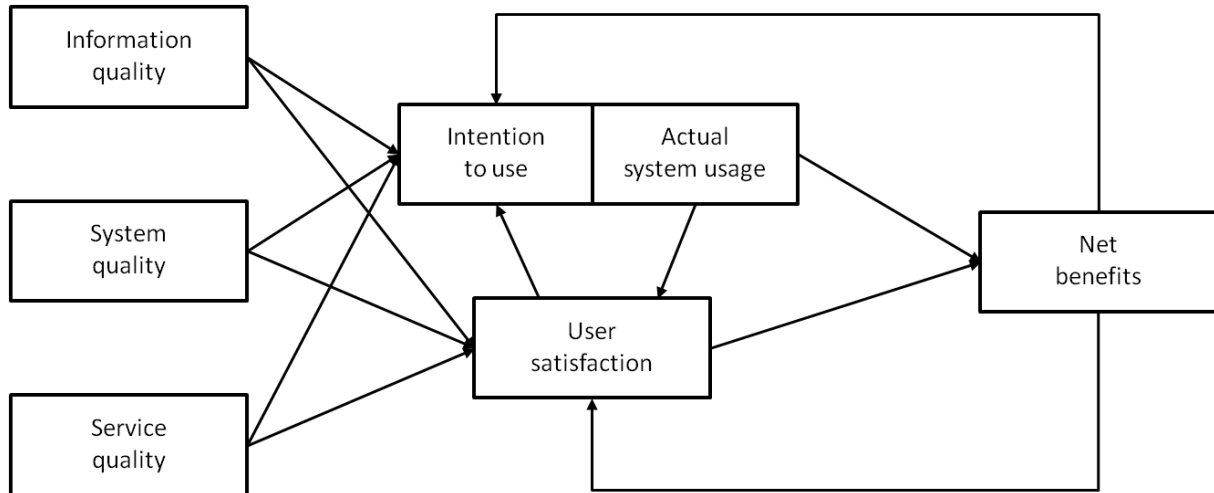 Information
quality
Intention
to use
Actual
system usage
System
quality
Net
benefits
User
satisfaction
Service
quality